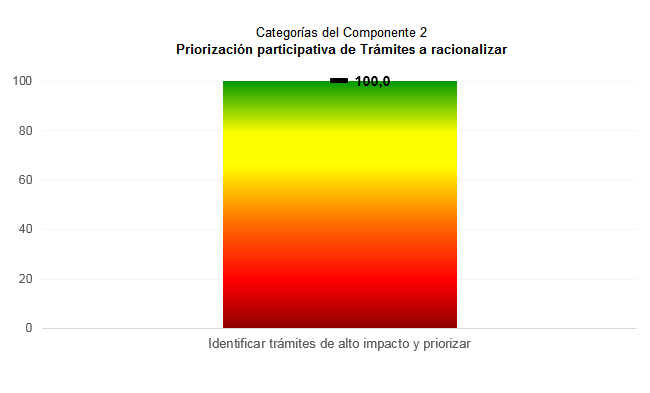 Categorías del Componente 2
Priorización participativa de Trámites a racionalizar
100
100,0
80
60
40
20
0
Identificar trámites de alto impacto y priorizar